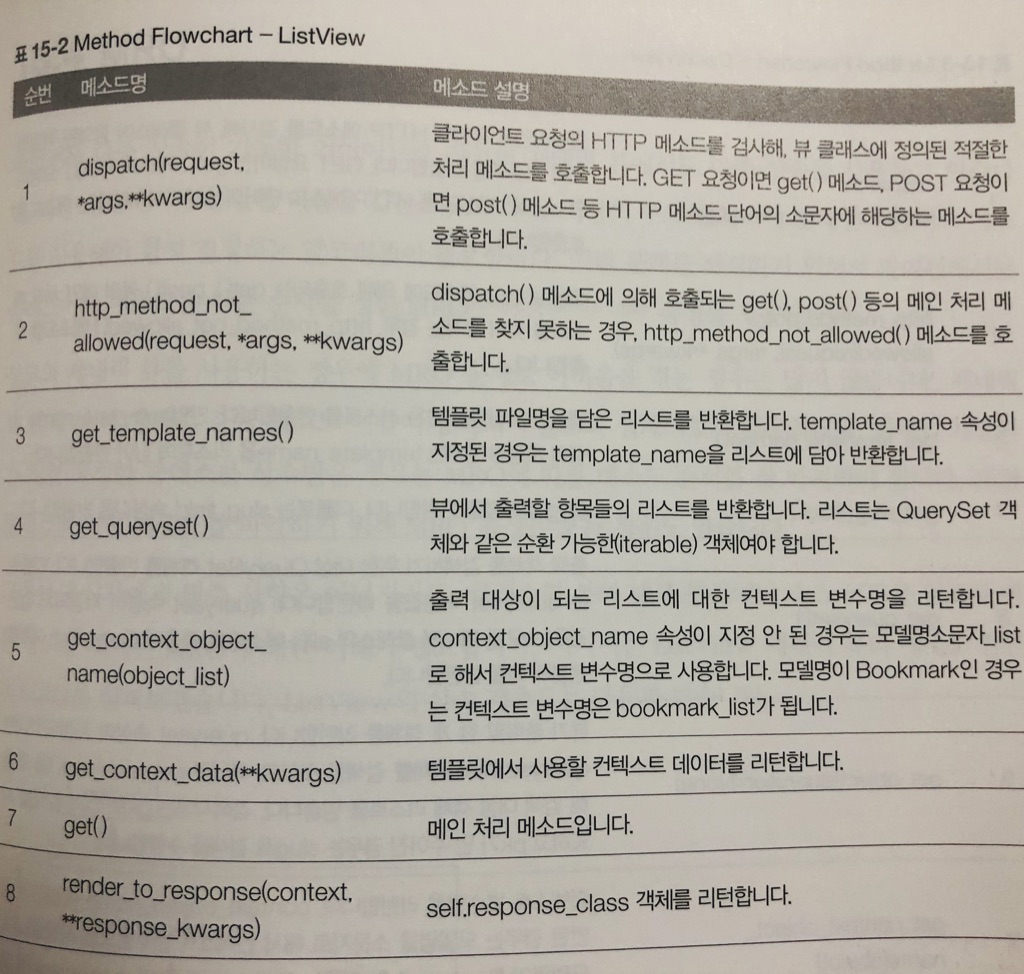 표 15-2 Method Flowchart – ListView
순번 메소드명 메소드 설명
1
dispatch(request,
*args,**kwargs)
클라이언트 요청의 HTTP 메소드를 검사해, 뷰 클래스에 정의된 적절한
처리 메소드를 호출합니다. GET 요청이면 get() 메소드, POST 요청이
면 post() 메소드 등 HTTP 메소드 단어의 소문자에 해당하는 메소드를
호출합니다.
2
http_method_not_
allowed(request, *args, **kwargs)
dispatch() 메소드에 의해 호출되는 get(), post() 등의 메인 처리 메
소드를 찾지 못하는 경우, http_method_not_allowed() 메소드를 호
출합니다.
3
get_template_names()
템플릿 파일명을 담은 리스트를 반환합니다. template_name 속성이
지정된 경우는 template_name을 리스트에 담아 반환합니다.
4
get_queryset()
뷰에서 출력할 항목들의 리스트를 반환합니다. 리스트는 QuerySet 객
체와 같은 순환 가능한(iterable) 객체여야 합니다.
5
get_context_object_
name(object_list)
출력 대상이 되는 리스트에 대한 컨텍스트 변수명을 리턴합니다.
context_object_name 속성이 지정 안 된 경우는 모델명소문자_list
로 해서 컨텍스트 변수명으로 사용합니다. 모델명이 Bookmark인 경우
는 컨텍스트 변수명은 bookmark_list가 됩니다.
6
get_context_data(**kwargs)
템플릿에서 사용할 컨텍스트 데이터를 리턴합니다.
7
get()
메인 처리 메소드입니다.
8
render_to_response(context,
**response_kwargs)
self.response_class 객체를 리턴합니다.